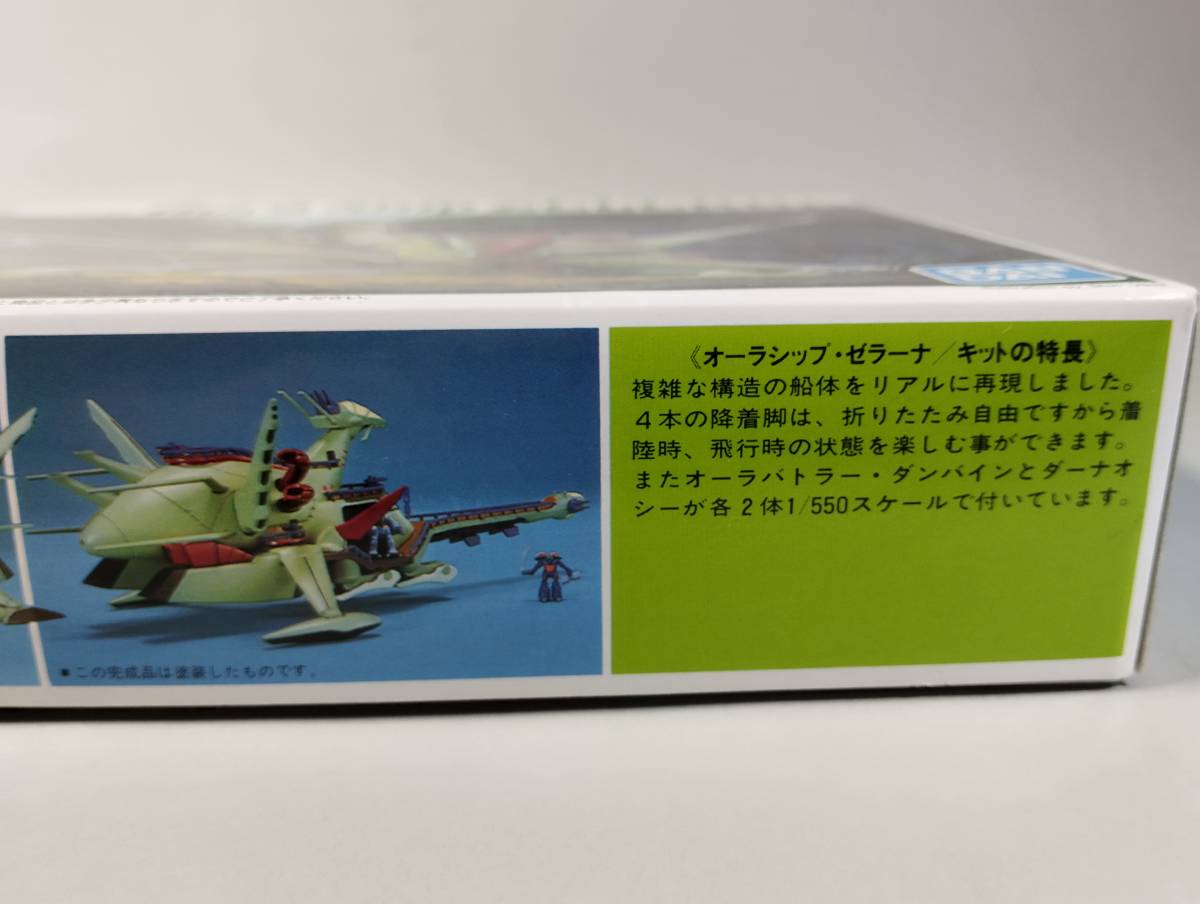 《オーラシップ・ゼラーナ／キットの特長》
複雑な構造の船体をリアルに再現しました。
4本の降着脚は、折りたたみ自由ですから着
陸時、飛行時の状態を楽しむ事ができます。
またオーラバトラー・ダンバインとダーナオ
シーが各2体1/550スケールで付いています。
■この完成品は塗装したものです。